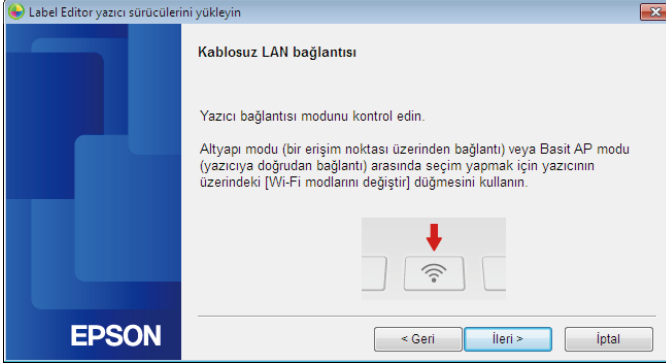 Label Editor yazıcı sürücülerini yükleyin
Kablosuz LAN bağlantısı
Yazıcı bağlantısı modunu kontrol edin.
Altyapı modu (bir erişim noktası üzerinden bağlantı) veya Basit AP modu
(yazıcıya doğrudan bağlantı) arasında seçim yapmak için yazıcının
üzerindeki [Wi-Fi modlarını değiştir] düğmesini kullanın.
EPSON
< Geri
İleri >
İptal